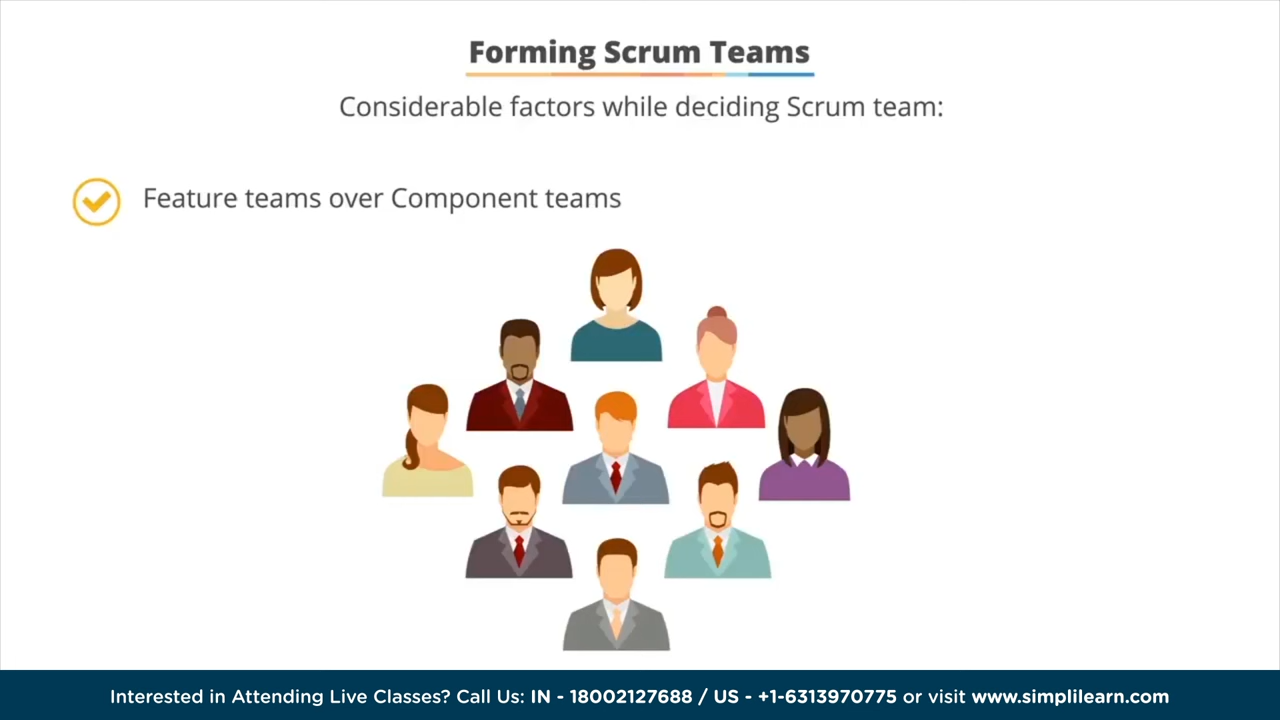 Forming Scrum Teams
Considerable factors while deciding Scrum team:
Feature teams over Component teams
Interested in Attending Live Classes? Call Us: IN - 18002127688 / US - +1-6313970775 or visit www.simplilearn.com